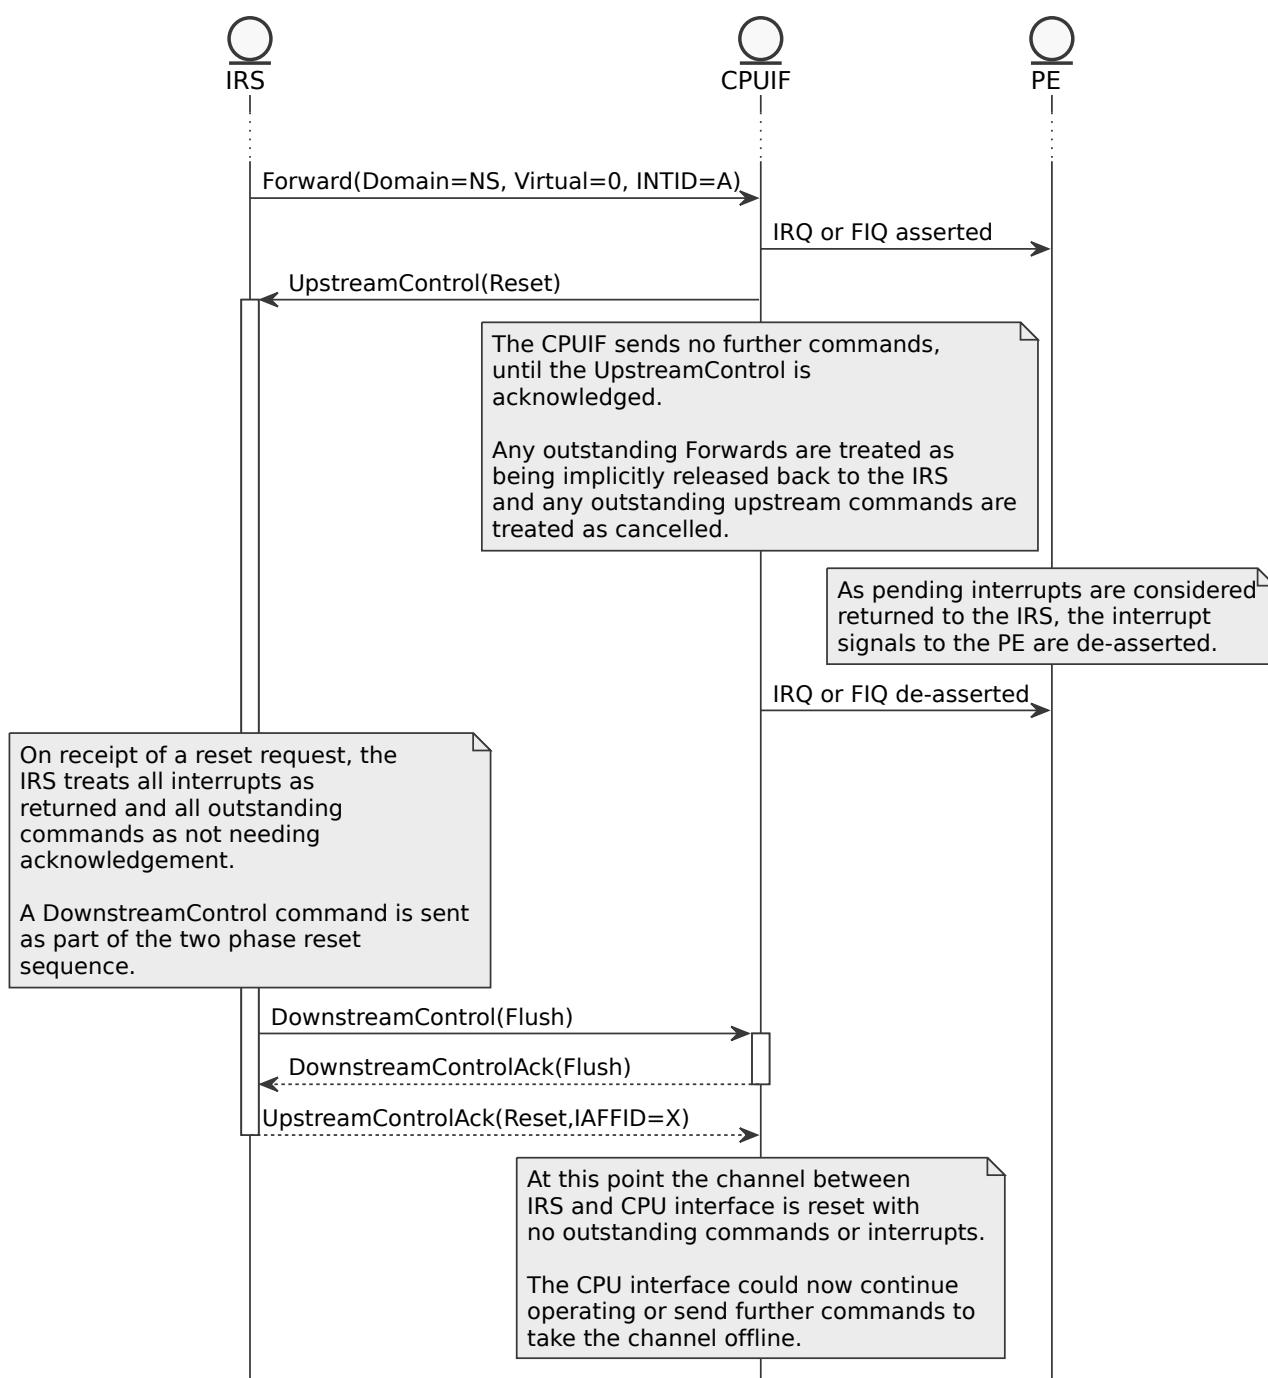 IRS
CPUIF
PE
Forward(Domain=NS, Virtual=0, INTID=A)
IRQ or FIQ asserted
UpstreamControl(Reset)
The CPUIF sends no further commands,
until the UpstreamControl is
acknowledged.
Any outstanding Forwards are treated as
being implicitly released back to the IRS
and any outstanding upstream commands are
treated as cancelled.
As pending interrupts are considered
returned to the IRS, the interrupt
signals to the PE are de-asserted.
IRQ or FIQ de-asserted
On receipt of a reset request, the
IRS treats all interrupts as
returned and all outstanding
commands as not needing
acknowledgement.
A DownstreamControl command is sent
as part of the two phase reset
sequence.
DownstreamControl(Flush)
DownstreamControlAck(Flush)
UpstreamControlAck(Reset,IAFFID=X)
At this point the channel between
IRS and CPU interface is reset with
no outstanding commands or interrupts.
The CPU interface could now continue
operating or send further commands to
take the channel offline.